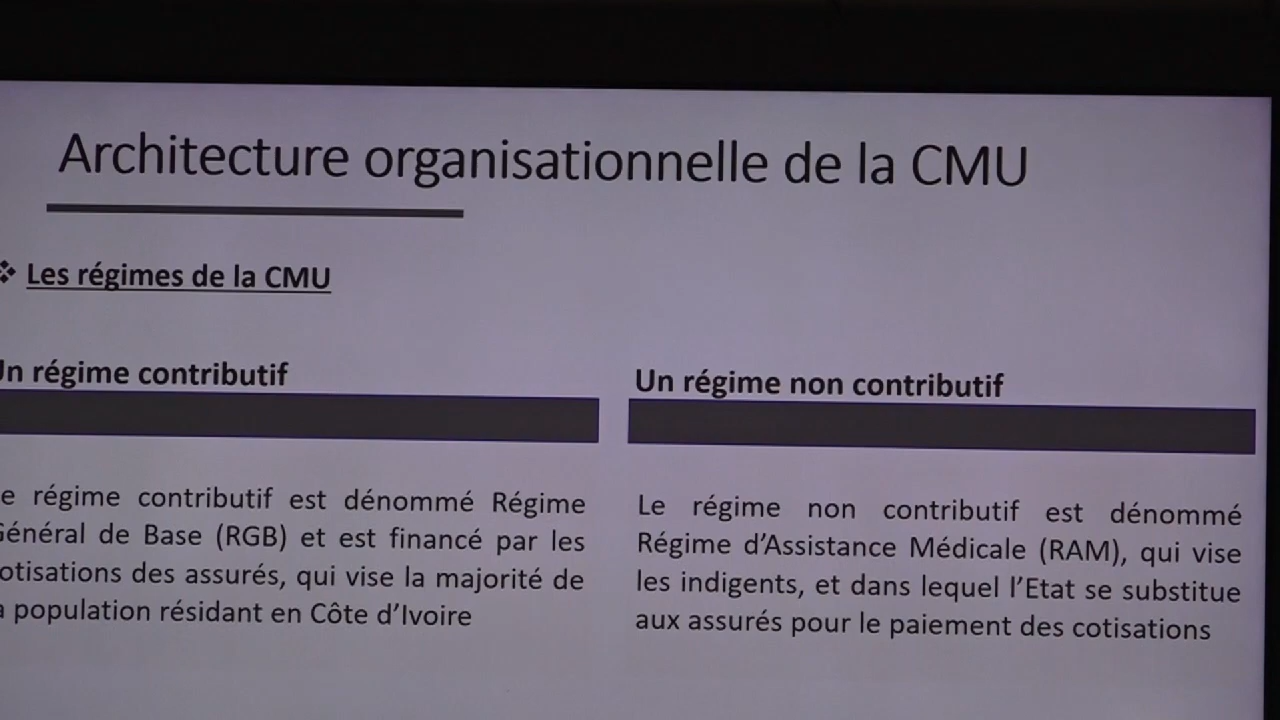 Architecture organisationnelle de la CMU
❖ Les régimes de la CMU
Un régime contributif
e régime contributif est dénommé Régime
Général de Base (RGB) et est financé par les
otisations des assurés, qui vise la majorité de
a population résidant en Côte d'Ivoire
Un régime non contributif
Le régime non contributif est dénommé
Régime d'Assistance Médicale (RAM), qui vise
les indigents, et dans lequel l'Etat se substitue
aux assurés pour le paiement des cotisations